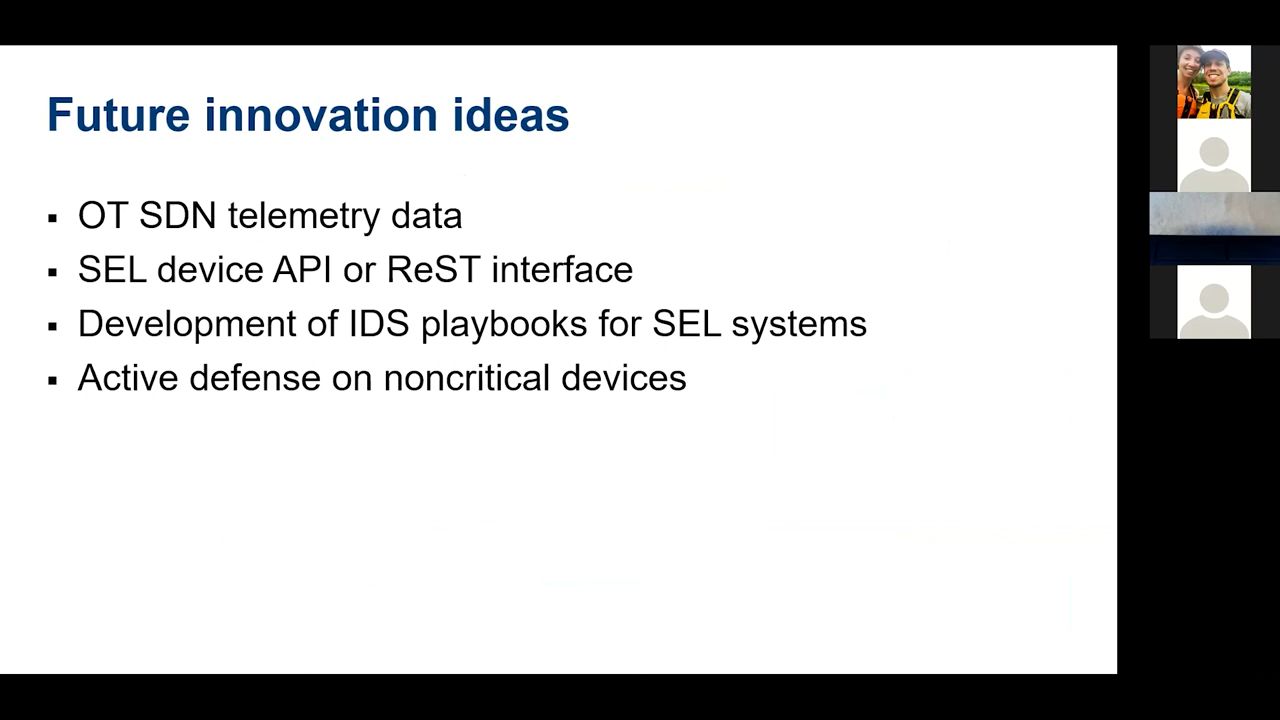 Future innovation ideas
▪ OT SDN telemetry data
▪ SEL device API or ReST interface
▪ Development of IDS playbooks for SEL systems
▪ Active defense on noncritical devices